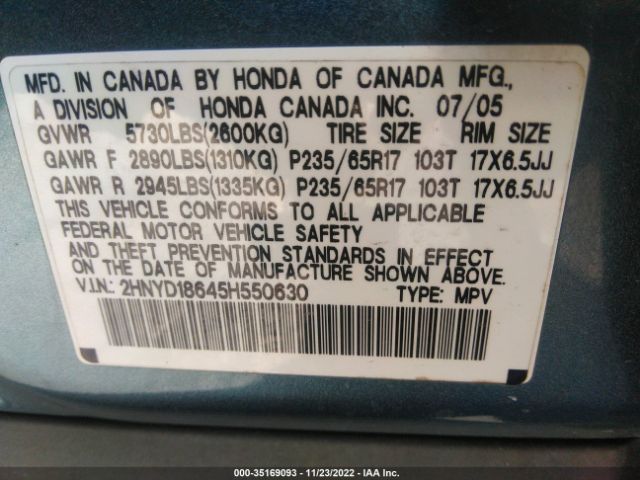 MFD. IN CANADA BY HONDA OF CANADA MFG.,
A DIVISION OF HONDA CANADA INC. 07/05
GVWR 5730LBS(2600KG) TIRE SIZE RIM SIZE
GAWR F 2890LBS(1310KG) P235/65R17 103T 17X6.5JJ
GAWR R 2945LBS(1335KG) P235/65R17 103T 17X6.5JJ
THIS VEHICLE CONFORMS TO ALL APPLICABLE
FEDERAL MOTOR VEHICLE SAFETY
AND THEFT PREVENTION STANDARDS IN EFFECT
ON THE DATE OF MANUFACTURE SHOWN ABOVE.
V.I.N.: 2HNYD18645H550630 TYPE: MPV
000-35169093 - 11/23/2022 - IAA Inc.